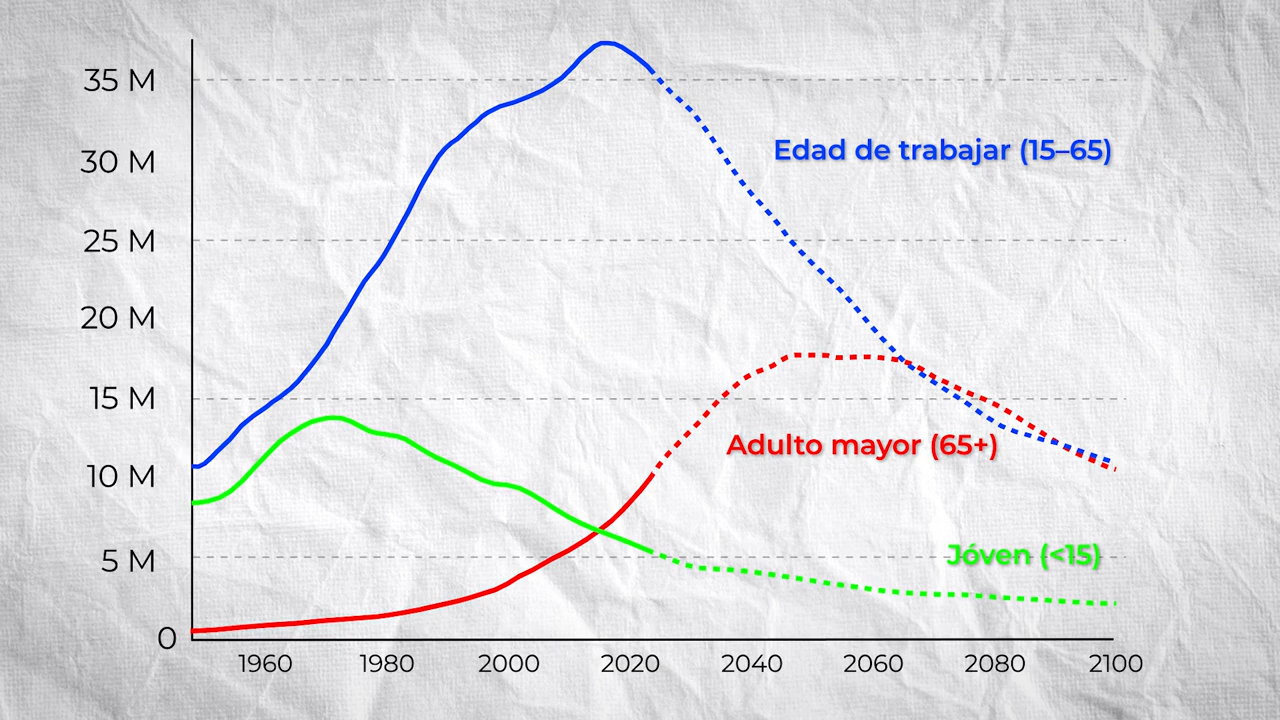 35 M
30 M
25 M
20 M
15 M
10 M
5 M
0
Edad de trabajar (15–65)
Adulto mayor (65+)
Jóven (<15)
1960 1980 2000 2020 2040 2060 2080 2100